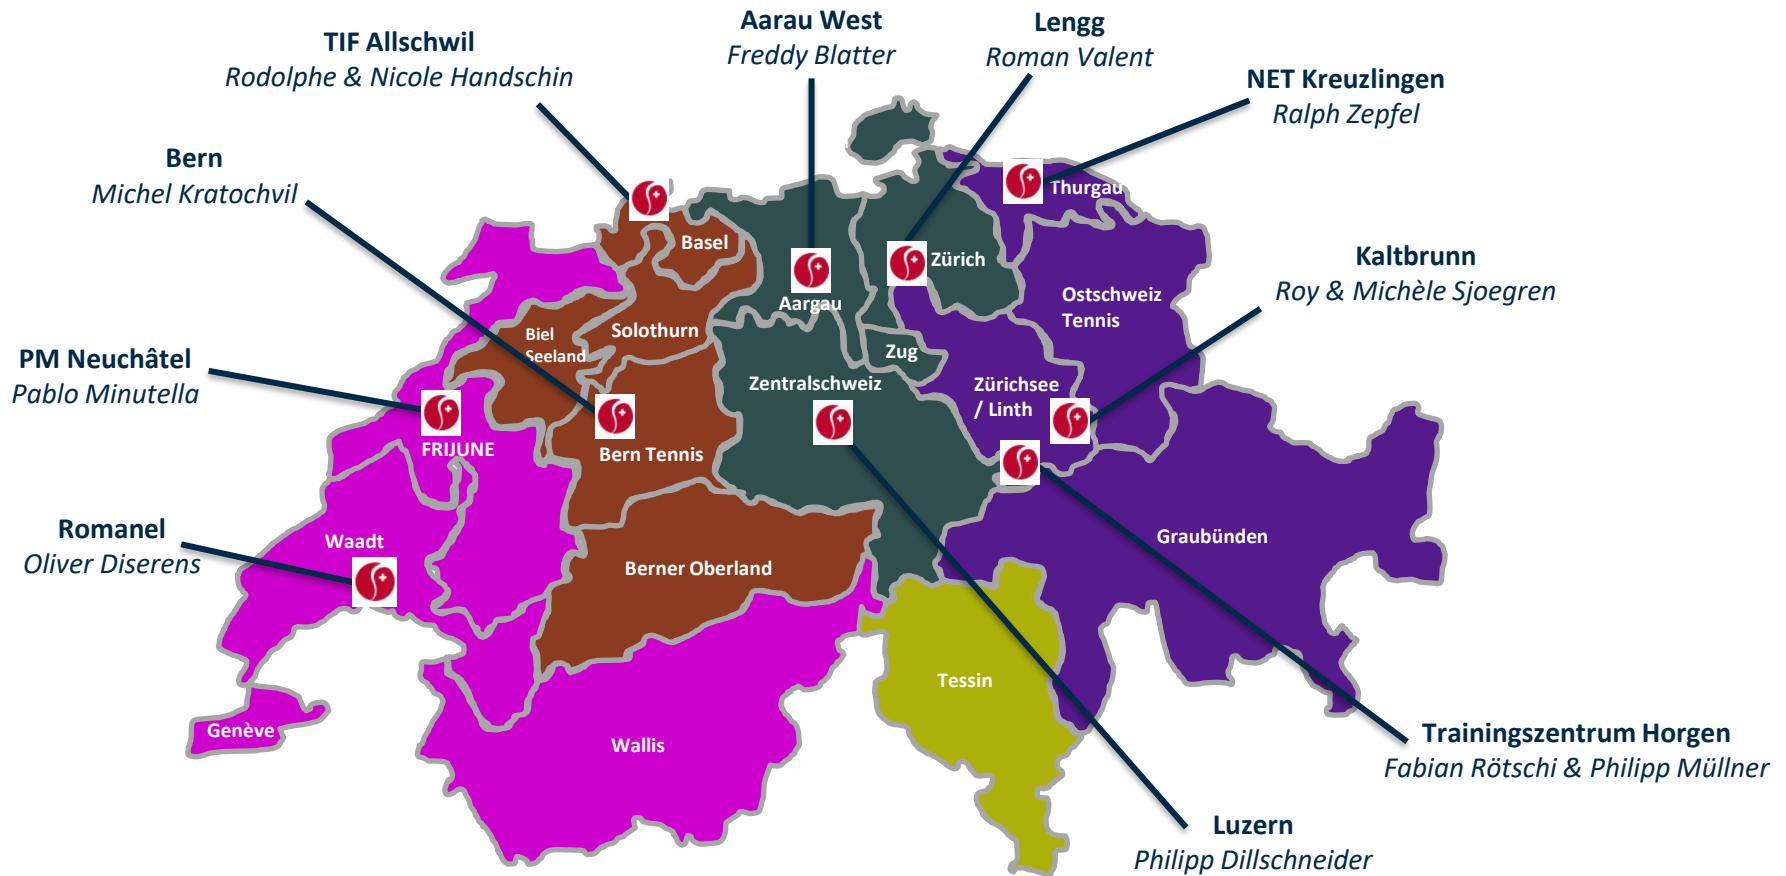 Aarau West
Freddy Blatter
Lengg
Roman Valent
TIF Allschwil
Rodolphe & Nicole Handschin
NET Kreuzlingen
Ralph Zepfel
Bern
Michel Kratochvil
Thurgau
Basel
Zürich
Kaltbrunn
Roy & Michèle Sjoegren
Aargau
Ostschweiz
Tennis
Solothurn
Biel
Seeland
Zug
PM Neuchâtel
Pablo Minutella
Zentralschweiz
Zürichsee
/ Linth
FRIJUNE
Bern Tennis
Romanel
Oliver Diserens
Waadt
Graubünden
Berner Oberland
Tessin
Genève
Wallis
Trainingszentrum Horgen
Fabian Rötschi & Philipp Müllner
Luzern
Philipp Dillschneider